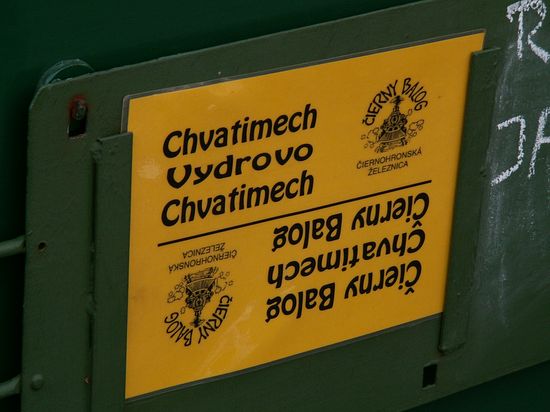 Chvatimech
Vydrovo
Chvatimech
ČIERNY BALOG
ČIERNOHRONSKÁ
ŽELEZNICA
Čierny Balog
Chvatimech
Čierny Balog
ČIERNY BALOG
ČIERNOHRONSKÁ
ŽELEZNICA